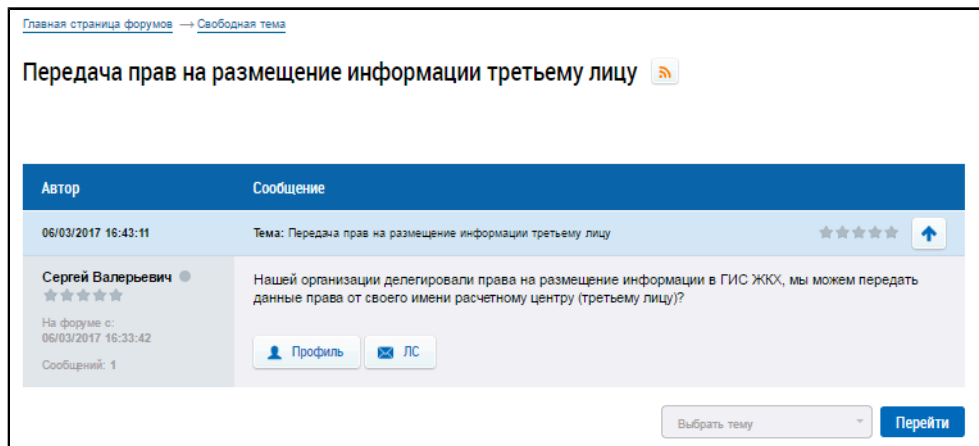 Главная страница форумов → Свободная тема
Передача прав на размещение информации третьему лицу
Автор Сообщение
06/03/2017 16:43:11 Тема: Передача прав на размещение информации третьему лицу
Сергей Валерьевич
Нашей организации делегировали права на размещение информации в ГИС ЖКХ, мы можем передать
данные права от своего имени расчетному центру (третьему лицу)?
На форуме с:
06/03/2017 16:33:42
Сообщений: 1
Профиль ЛС
Выбрать тему Перейти